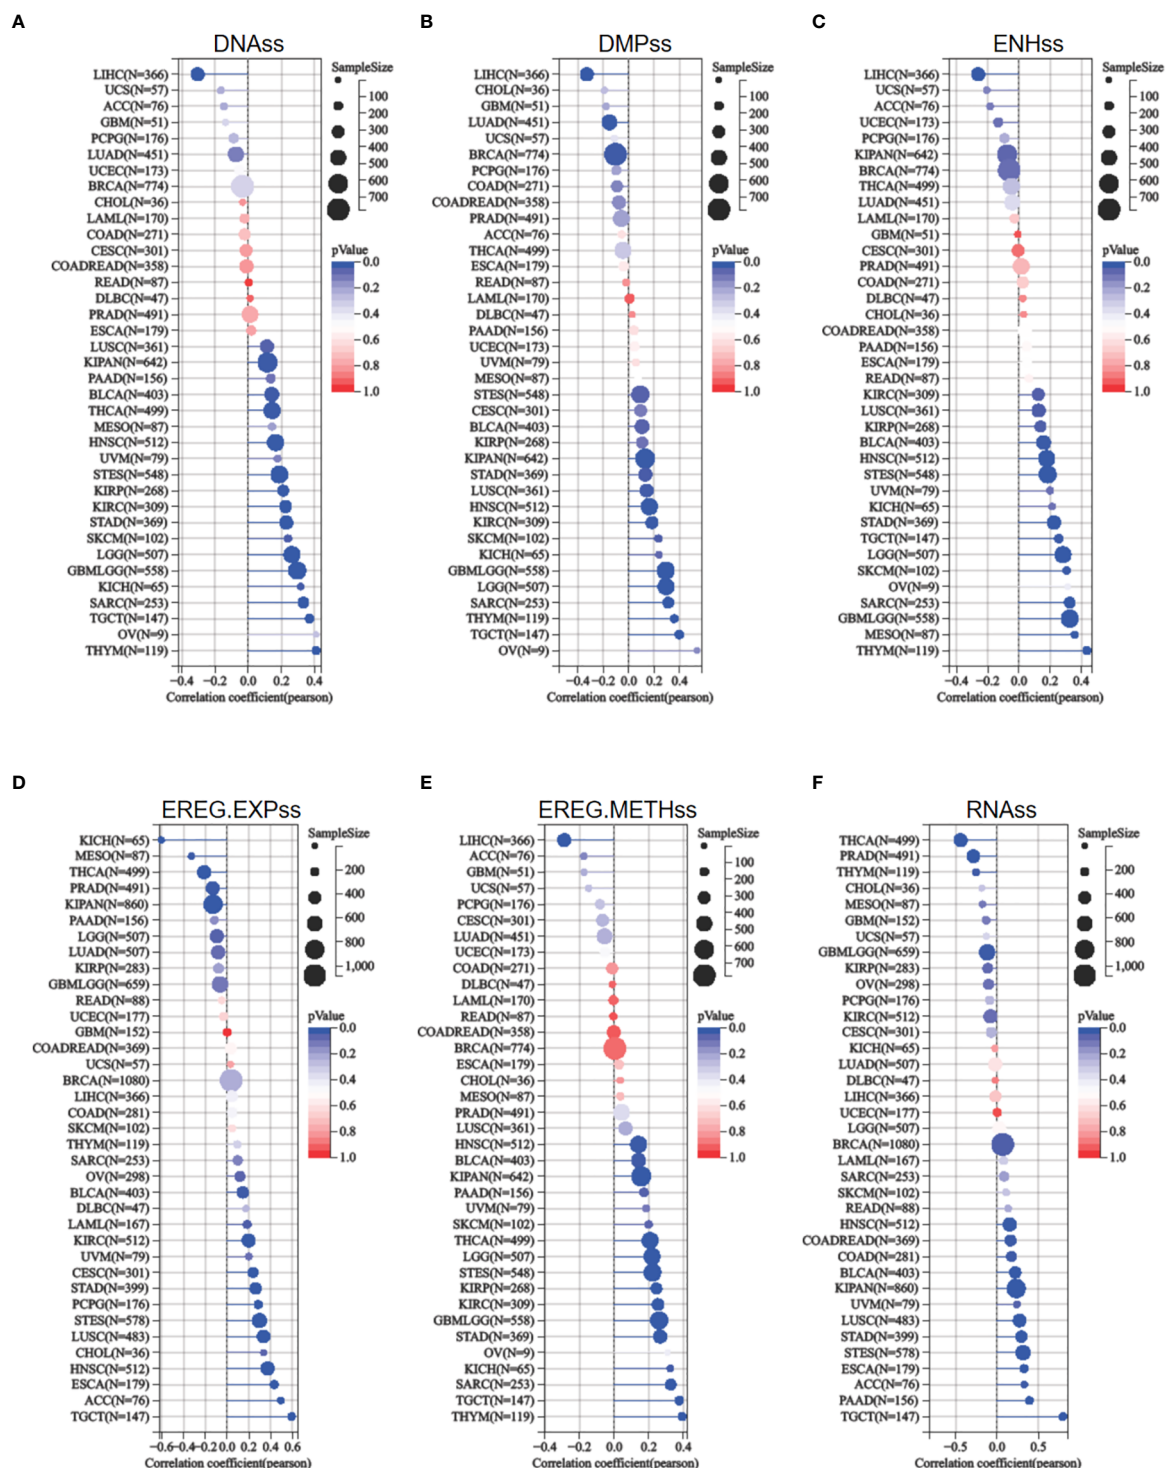 A
DNAss
LIHC(N=366)
UCS(N=57)
ACC(N=76)
GBM(N=51)
PCPG(N=176)
LUAD(N=451)
UCEC(N=173)
BRCA(N=774)
CHOL(N=36)
LAML(N=170)
COAD(N=271)
CESC(N=301)
COADREAD(N=358)
READ(N=87)
DLBC(N=47)
PRAD(N=491)
ESCA(N=179)
LUSC(N=361)
KIPAN(N=642)
PAAD(N=156)
BLCA(N=403)
THCA(N=499)
MESO(N=87)
HNSC(N=512)
UVM(N=79)
STES(N=548)
KIRP(N=268)
KIRC(N=309)
STAD(N=369)
SKCM(N=102)
LGG(N=507)
GBMLGG(N=558)
KICH(N=65)
SARC(N=253)
TGCT(N=147)
OV(N=9)
THYM(N=119)
−0.4 −0.2 0.0 0.2 0.4
Correlation coefficient(pearson)
SampleSize
100
200
300
400
500
600
700
pValue
0.0
0.2
0.4
0.6
0.8
1.0
B
DMPss
LIHC(N=366)
CHOL(N=36)
GBM(N=51)
LUAD(N=451)
UCS(N=57)
BRCA(N=774)
PCPG(N=176)
COAD(N=271)
COADREAD(N=358)
PRAD(N=491)
ACC(N=76)
THCA(N=499)
ESCA(N=179)
READ(N=87)
LAML(N=170)
DLBC(N=47)
PAAD(N=156)
UCEC(N=173)
UVM(N=79)
MESO(N=87)
STES(N=548)
CESC(N=301)
BLCA(N=403)
KIRP(N=268)
KIPAN(N=642)
STAD(N=369)
LUSC(N=361)
HNSC(N=512)
KIRC(N=309)
SKCM(N=102)
KICH(N=65)
GBMLGG(N=558)
LGG(N=507)
SARC(N=253)
THYM(N=119)
TGCT(N=147)
OV(N=9)
−0.4−0.2 0.0 0.2 0.4
Correlation coefficient(pearson)
SampleSize
100
200
300
400
500
600
700
pValue
0.0
0.2
0.4
0.6
0.8
1.0
C
ENHss
LIHC(N=366)
UCS(N=57)
ACC(N=76)
UCEC(N=173)
PCPG(N=176)
KIPAN(N=642)
BRCA(N=774)
THCA(N=499)
LUAD(N=451)
LAML(N=170)
GBM(N=51)
CESC(N=301)
PRAD(N=491)
COAD(N=271)
DLBC(N=47)
CHOL(N=36)
COADREAD(N=358)
PAAD(N=156)
ESCA(N=179)
READ(N=87)
KIRC(N=309)
LUSC(N=361)
KIRP(N=268)
BLCA(N=403)
HNSC(N=512)
STES(N=548)
UVM(N=79)
KICH(N=65)
STAD(N=369)
TGCT(N=147)
LGG(N=507)
SKCM(N=102)
OV(N=9)
SARC(N=253)
GBMLGG(N=558)
MESO(N=87)
THYM(N=119)
−0.4 −0.2 0.0 0.2 0.4
Correlation coefficient(pearson)
SampleSize
100
200
300
400
500
600
700
pValue
0.0
0.2
0.4
0.6
0.8
1.0
D
EREG.EXPss
KICH(N=65)
MESO(N=87)
THCA(N=499)
PRAD(N=491)
KIPAN(N=860)
PAAD(N=156)
LGG(N=507)
LUAD(N=507)
KIRP(N=283)
GBMLGG(N=659)
READ(N=88)
UCEC(N=177)
GBM(N=152)
COADREAD(N=369)
UCS(N=57)
BRCA(N=1080)
LIHC(N=366)
COAD(N=281)
SKCM(N=102)
THYM(N=119)
SARC(N=253)
OV(N=298)
BLCA(N=403)
DLBC(N=47)
LAML(N=167)
KIRC(N=512)
UVM(N=79)
CESC(N=301)
STAD(N=399)
PCPG(N=176)
STES(N=578)
LUSC(N=483)
CHOL(N=36)
HNSC(N=512)
ESCA(N=179)
ACC(N=76)
TGCT(N=147)
−0.6−0.4−0.2 0.0 0.2 0.4 0.6
Correlation coefficient(pearson)
SampleSize
200
400
600
800
1,000
pValue
0.0
0.2
0.4
0.6
0.8
1.0
E
EREG.METHss
LIHC(N=366)
ACC(N=76)
GBM(N=51)
UCS(N=57)
PCPG(N=176)
CESC(N=301)
LUAD(N=451)
UCEC(N=173)
COAD(N=271)
DLBC(N=47)
LAML(N=170)
READ(N=87)
COADREAD(N=358)
BRCA(N=774)
ESCA(N=179)
CHOL(N=36)
MESO(N=87)
PRAD(N=491)
LUSC(N=361)
HNSC(N=512)
BLCA(N=403)
KIPAN(N=642)
PAAD(N=156)
UVM(N=79)
SKCM(N=102)
THCA(N=499)
LGG(N=507)
STES(N=548)
KIRP(N=268)
KIRC(N=309)
GBMLGG(N=558)
STAD(N=369)
OV(N=9)
KICH(N=65)
SARC(N=253)
TGCT(N=147)
THYM(N=119)
−0.4 −0.2 0.0 0.2 0.4
Correlation coefficient(pearson)
SampleSize
100
200
300
400
500
600
700
pValue
0.0
0.2
0.4
0.6
0.8
1.0
F
RNAss
THCA(N=499)
PRAD(N=491)
THYM(N=119)
CHOL(N=36)
MESO(N=87)
GBM(N=152)
UCS(N=57)
GBMLGG(N=659)
KIRP(N=283)
OV(N=298)
PCPG(N=176)
KIRC(N=512)
CESC(N=301)
KICH(N=65)
LUAD(N=507)
DLBC(N=47)
LIHC(N=366)
UCEC(N=177)
LGG(N=507)
BRCA(N=1080)
LAML(N=167)
SARC(N=253)
SKCM(N=102)
READ(N=88)
HNSC(N=512)
COADREAD(N=369)
COAD(N=281)
BLCA(N=403)
KIPAN(N=860)
UVM(N=79)
LUSC(N=483)
STAD(N=399)
STES(N=578)
ESCA(N=179)
ACC(N=76)
PAAD(N=156)
TGCT(N=147)
−0.5 0.0 0.5
Correlation coefficient(pearson)
SampleSize
200
400
600
800
1,000
pValue
0.0
0.2
0.4
0.6
0.8
1.0